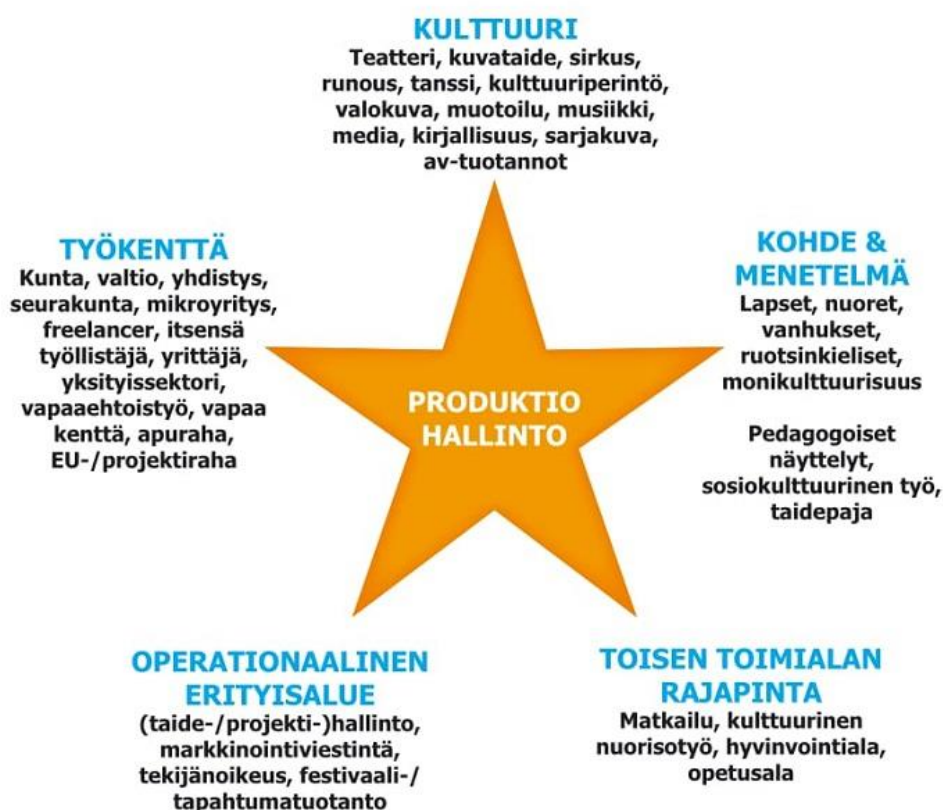 KULTTUURI
Teatteri, kuvataide, sirkus,
runous, tanssi, kulttuuriperintö,
valokuva, muotoilu, musiikki,
media, kirjallisuus, sarjakuva,
av-tuotannot
TYÖKENTTÄ
Kunta, valtio, yhdistys,
seurakunta, mikroyritys,
freelancer, itsensä
työllistäjä, yrittäjä,
yksityissektori,
vapaaehtoistyö, vapaa
kenttä, apuraha,
EU-/projektiraha
KOHDE &
MENETELMÄ
Lapset, nuoret,
vanhukset,
ruotsinkieliset,
monikulttuurisuus
Pedagogoiset
näyttelyt,
sosiokulttuurinen työ,
taidepaja
PRODUKTIO
HALLINTO
OPERATIONAALINEN
ERITYISALUE
(taide-/projekti-)hallinto,
markkinointiviestintä,
tekijänoikeus, festivaali-/
tapahtumatuotanto
TOISEN TOIMIALAN
RAJAPINTA
Matkailu, kulttuurinen
nuorisotyö, hyvinvointiala,
opetusala